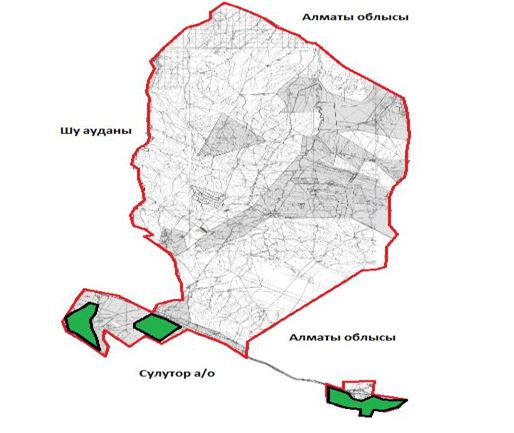 Алматы облысы
Шу ауданы
Алматы облысы
Сулутор а/о